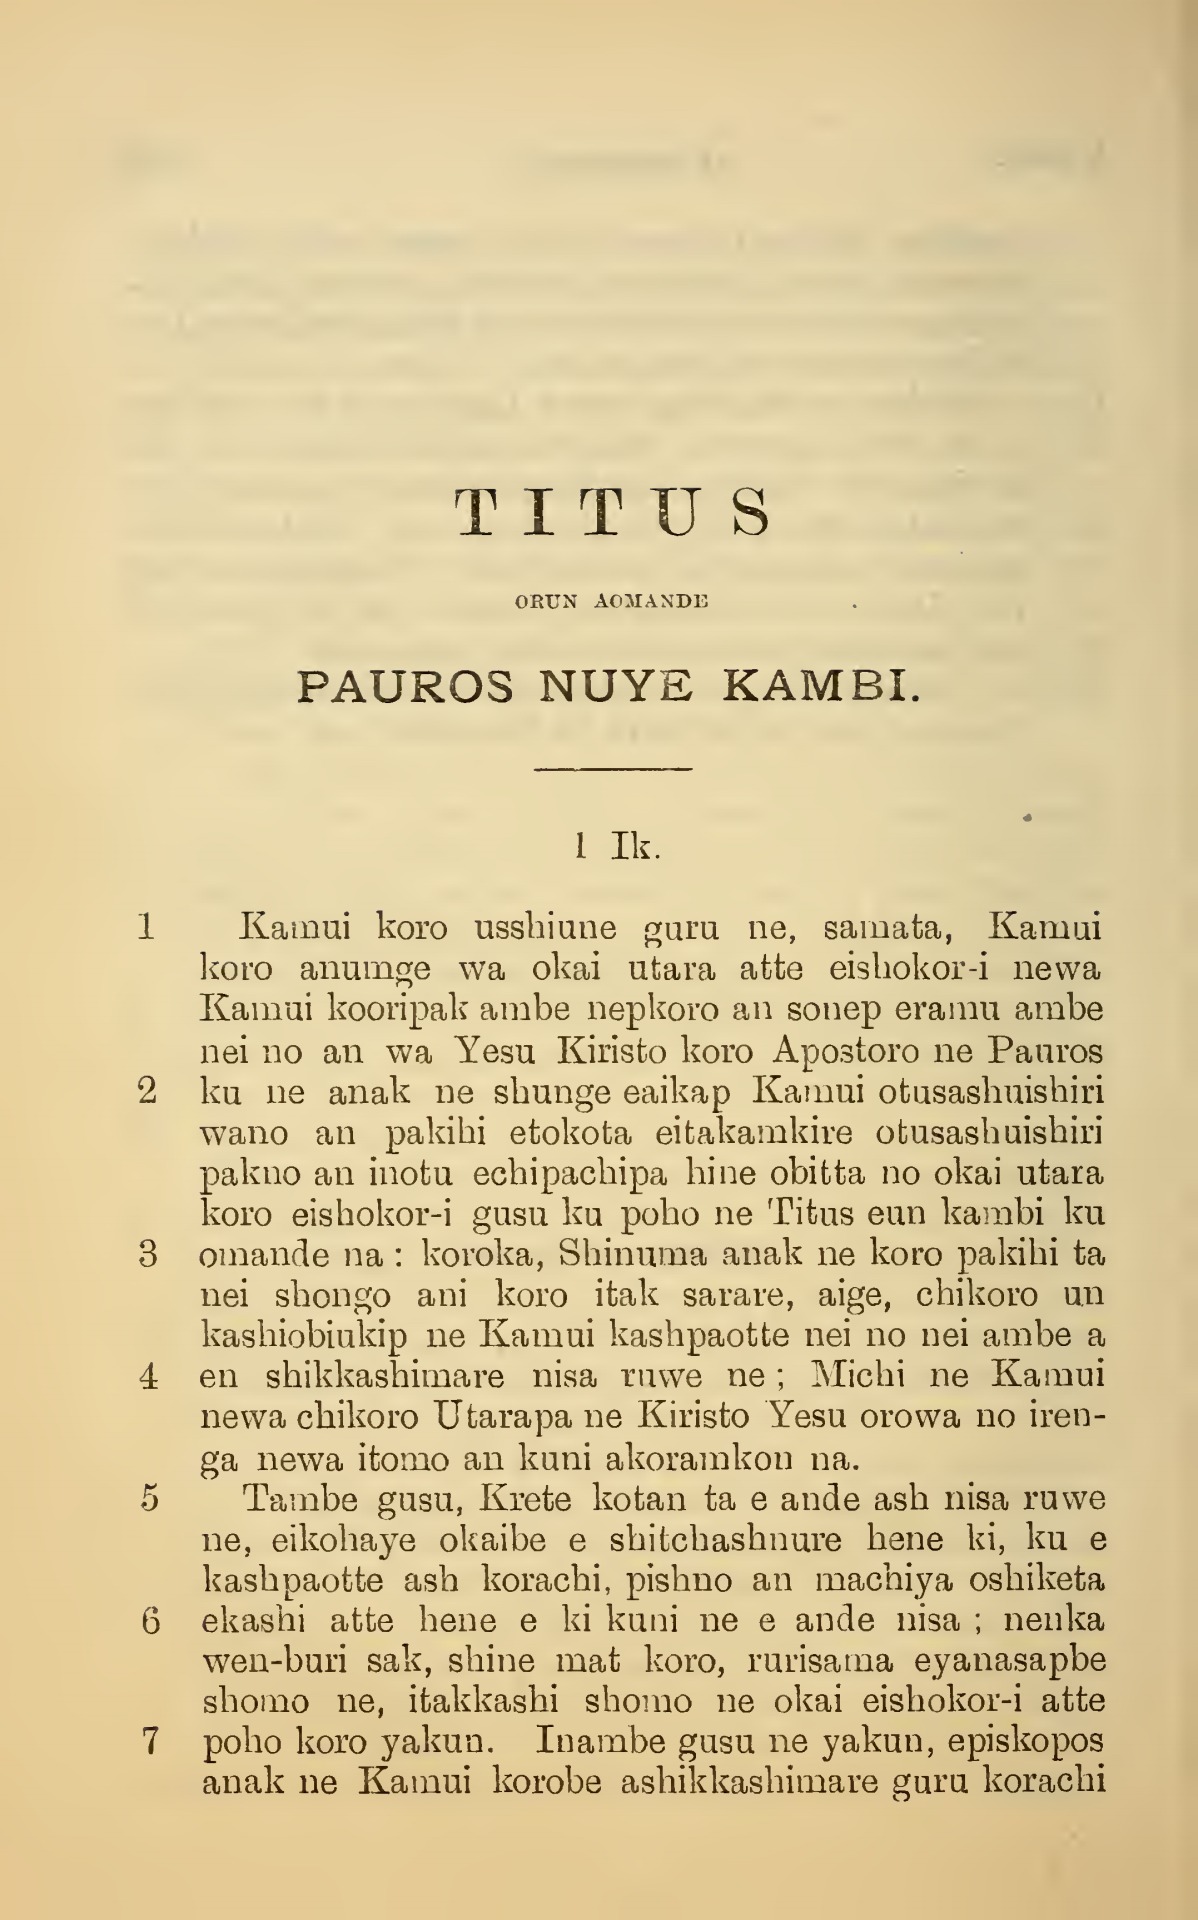 TITUS
ORUN AOMANDE
PAUROS NUYE KAMBI.
1 Ik.
1 Kamui koro usshiune guru ne, samata, Kamui
koro anumge wa okai utara atte eishokor-i newa
Kamui kooripak ambe nepkoro an sonep eramu ambe
nei no an wa Yesu Kiristo koro Apostoro ne Pauros
2 ku ne anak ne shunge eaikap Kamui otusashuishiri
wano an pakihi etokota eitakamkire otusashuishiri
pakno an inotu echipachipa hine obitta no okai utara
koro eishokor-i gusu ku poho ne Titus eun kambi ku
3 omande na : koroka, Shinuma anak ne koro pakihi ta
nei shongo ani koro itak sarare, aige, chikoro un
kashiobiukip ne Kamui kashpaotte nei no nei ambe a
4 en shikkashimare nisa ruwe ne ; Michi ne Kamui
newa chikoro Utarapa ne Kiristo Yesu orowa no iren-
ga newa itomo an kuni akoramkon na.
5 Tambe gusu, Krete kotan ta e ande ash nisa ruwe
ne, eikohaye okaibe e shitchashnure hene ki, ku e
kashpaotte ash korachi, pishno an machiya oshiketa
6 ekashi atte hene e ki kuni ne e ande nisa ; nenka
wen-buri sak, shine mat koro, rurisama eyanasapbe
shomo ne, itakkashi shomo ne okai eishokor-i atte
7 poho koro yakun. Inambe gusu ne yakun, episkopos
anak ne Kamui korobe ashikkashimare guru korachi